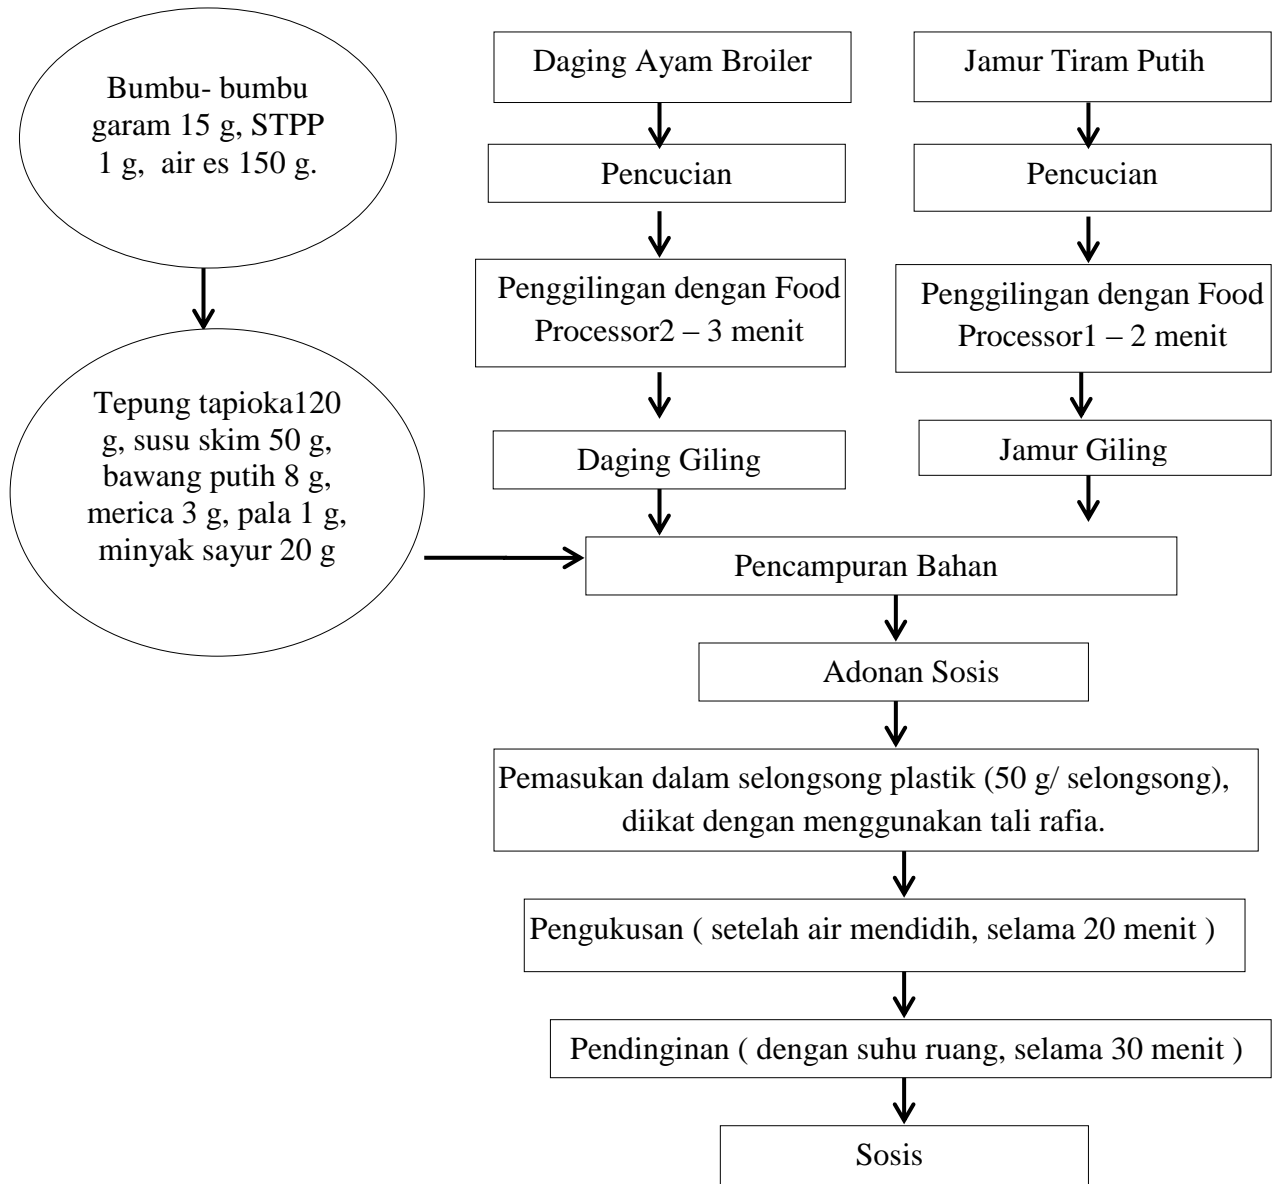 Bumbu- bumbu
garam 15 g, STPP
1 g, air es 150 g.
Tepung tapioka120
g, susu skim 50 g,
bawang putih 8 g,
merica 3 g, pala 1 g,
minyak sayur 20 g
Daging Ayam Broiler
Pencucian
Penggilingan dengan Food
Processor2 – 3 menit
Daging Giling
Jamur Tiram Putih
Pencucian
Penggilingan dengan Food
Processor1 – 2 menit
Jamur Giling
Pencampuran Bahan
Adonan Sosis
Pemasukan dalam selongsong plastik (50 g/ selongsong),
diikat dengan menggunakan tali rafia.
Pengukusan ( setelah air mendidih, selama 20 menit )
Pendinginan ( dengan suhu ruang, selama 30 menit )
Sosis